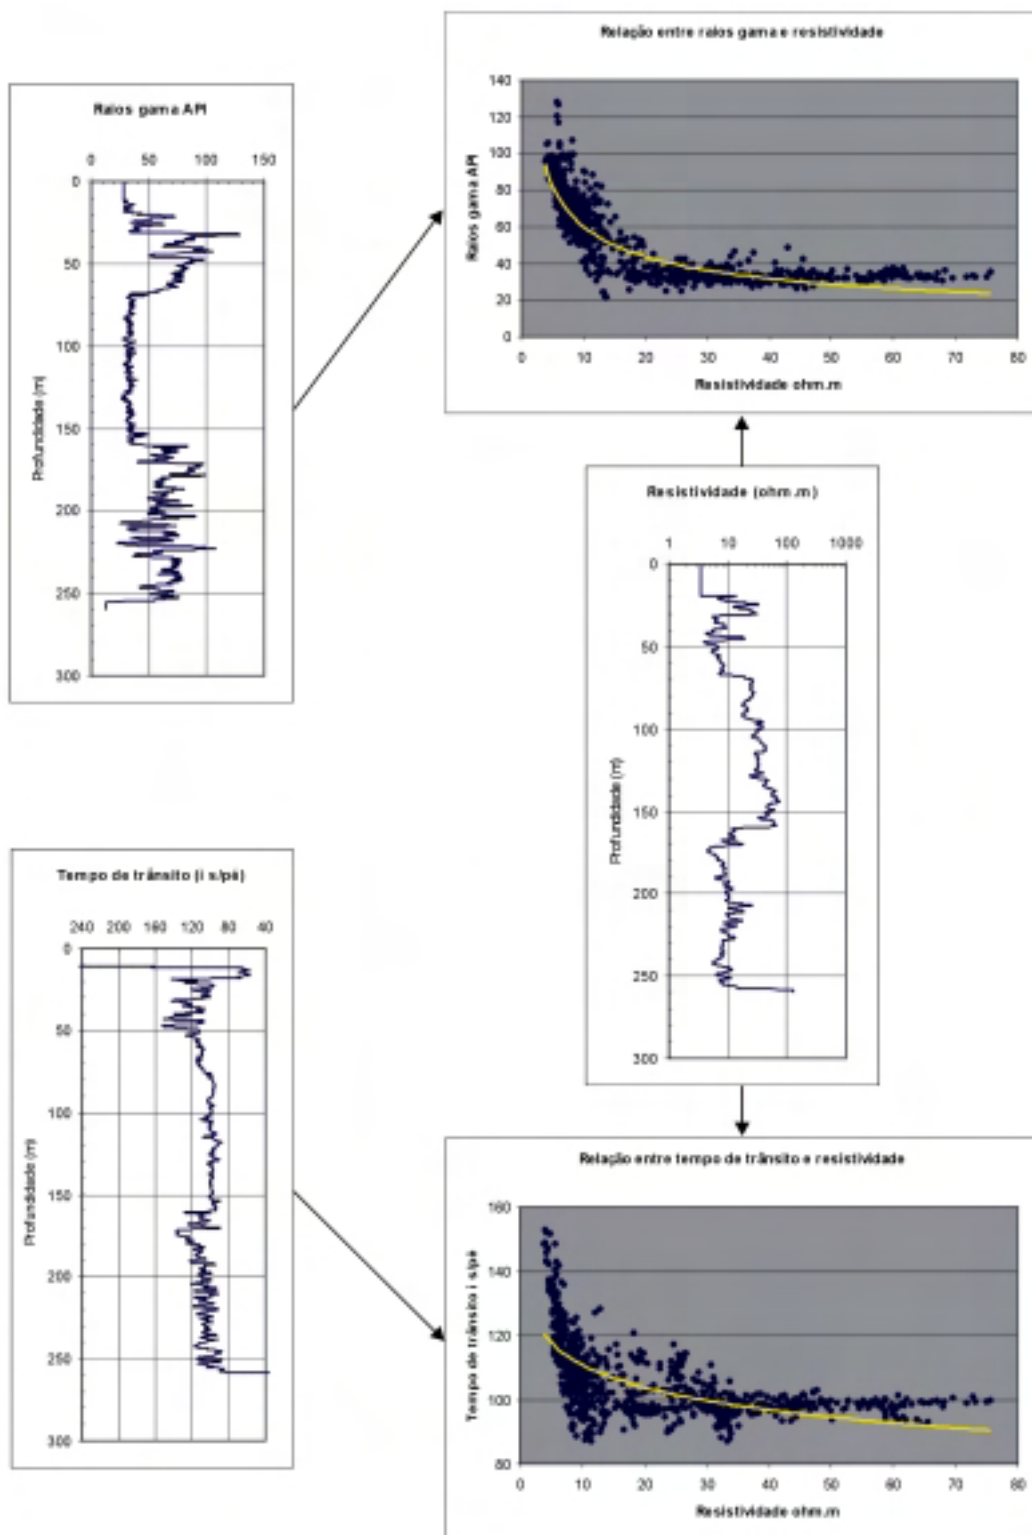 Relação entre raios gama e resistividade
140
120
100
80
60
40
20
0
Raios gama API
0 10 20 30 40 50 60 70 80
Resistividade ohm.m
Raios gama API
0 50 100 150
0
50
100
150
200
250
300
Profundidade (m)
Resistividade (ohm.m)
1 10 100 1000
0
50
100
150
200
250
300
Profundidade (m)
Tempo de trânsito (i s/pé)
240 200 160 120 80 40
0
50
100
150
200
250
300
Profundidade (m)
Relação entre tempo de trânsito e resistividade
160
140
120
100
80
Tempo de trânsito i s/pé
0 10 20 30 40 50 60 70 80
Resistividade ohm.m